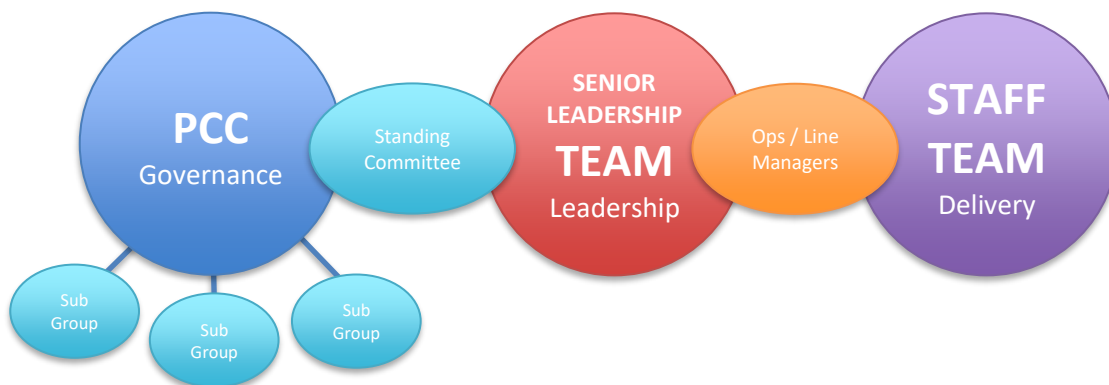 PCC
Governance
Standing
Committee
SENIOR
LEADERSHIP
TEAM
Leadership
Ops / Line
Managers
STAFF
TEAM
Delivery
Sub
Group
Sub
Group
Sub
Group